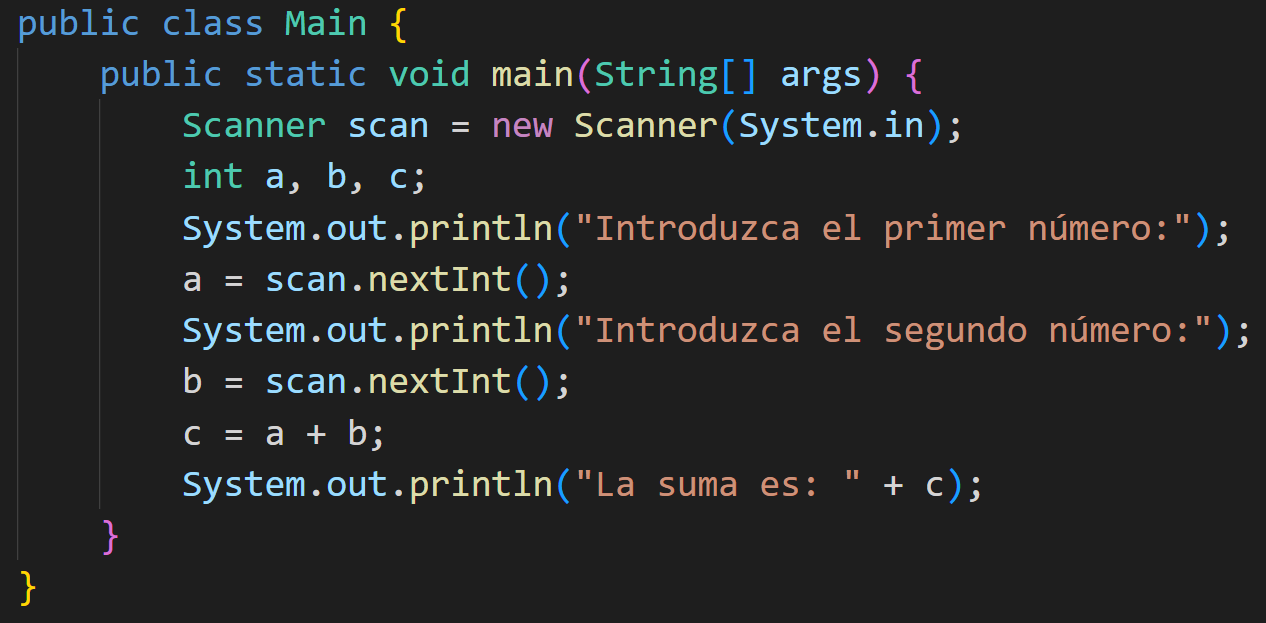 public class Main {
    public static void main(String[] args) {
        Scanner scan = new Scanner(System.in);
        int a, b, c;
        System.out.println("Introduzca el primer número:");
        a = scan.nextInt();
        System.out.println("Introduzca el segundo número:");
        b = scan.nextInt();
        c = a + b;
        System.out.println("La suma es: " + c);
    }
}